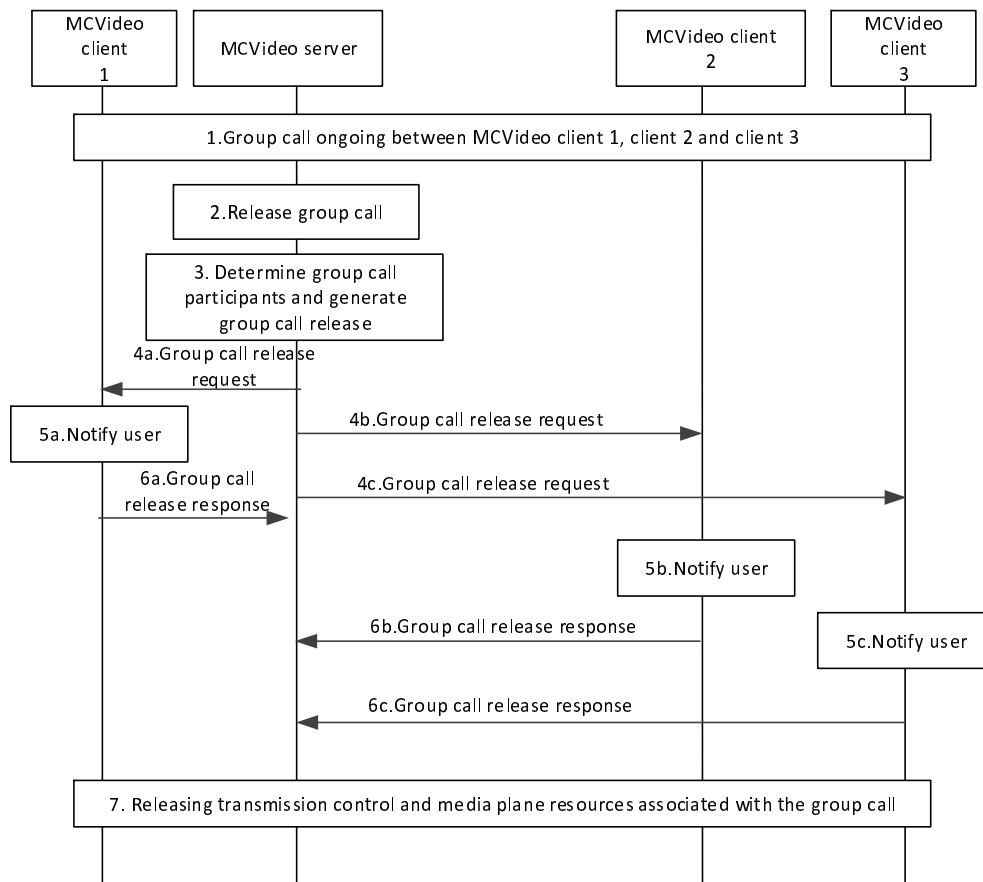 MCVideo
client
1
MCVideo server
MCVideo client
2
MCVideo
client
3
1.Group call ongoing between MCVideo client 1, client 2 and client 3
2.Release group call
3. Determine group call
participants and generate
group call release
4a.Group call release
request
4b.Group call release request
5a.Notify user
6a.Group call
release response
4c.Group call release request
5b.Notify user
6b.Group call release response
5c.Notify user
6c.Group call release response
7. Releasing transmission control and media plane resources associated with the group call